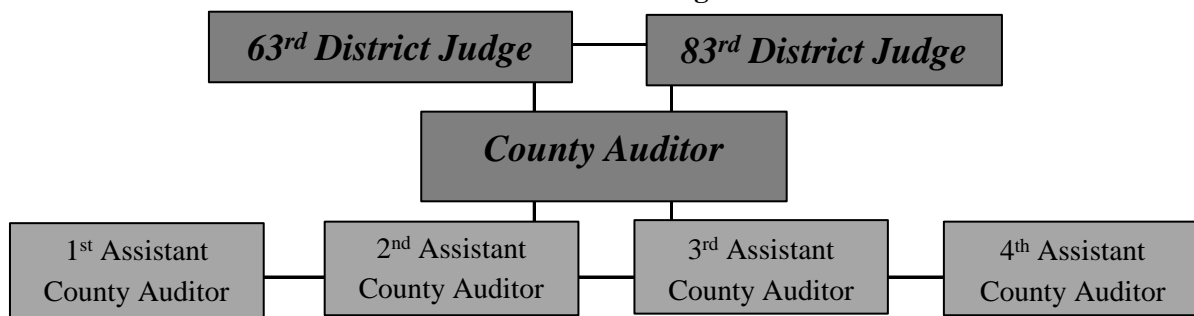 63rd District Judge
83rd District Judge
County Auditor
1st Assistant
County Auditor
2nd Assistant
County Auditor
3rd Assistant
County Auditor
4th Assistant
County Auditor